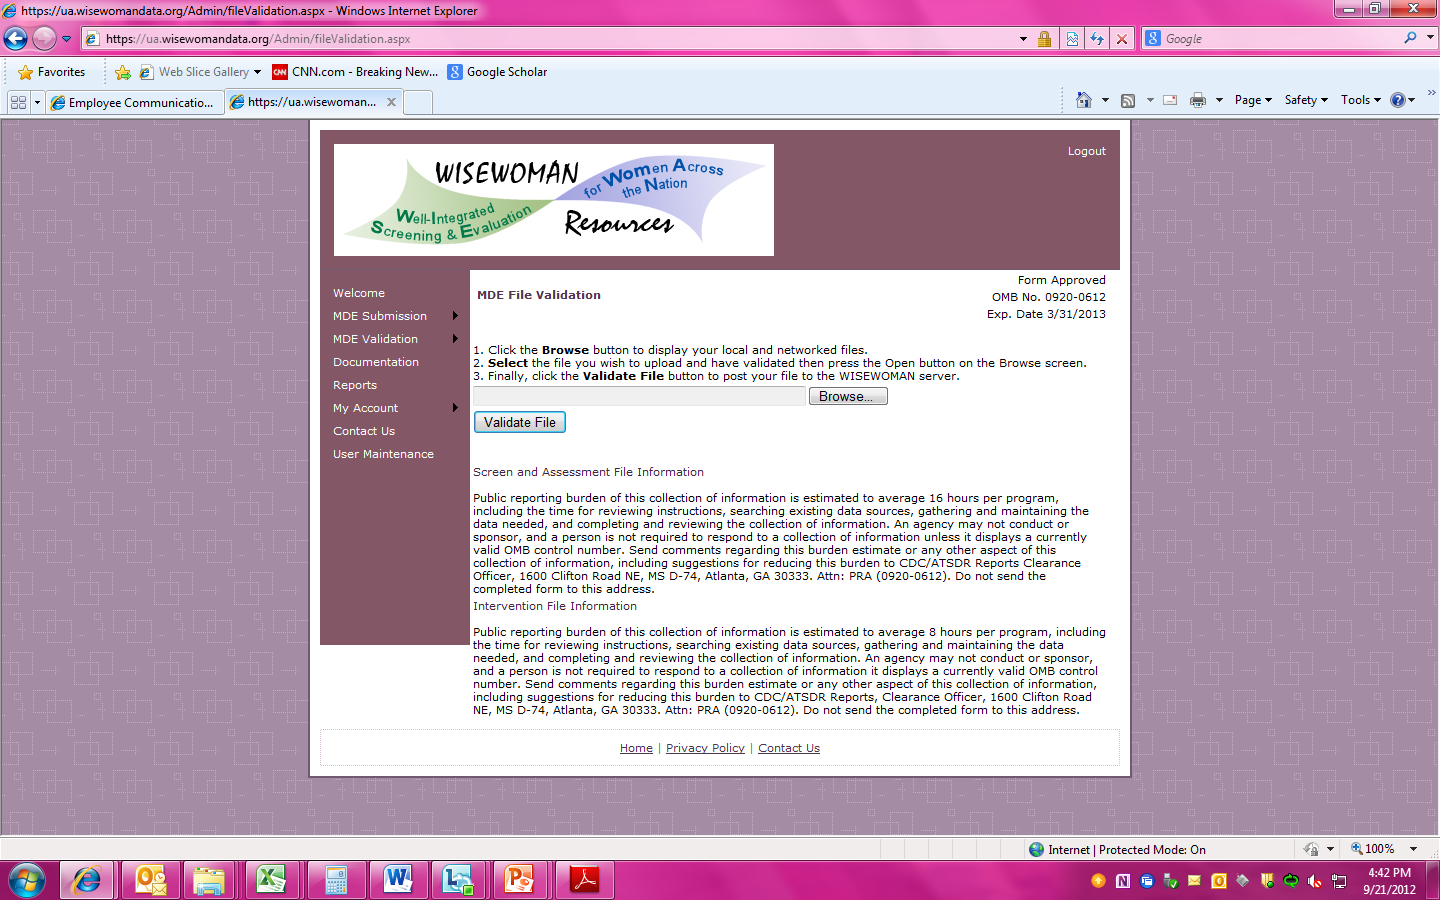 https://ua.wisewomandata.org/Admin/fileValidation.aspx - Windows Internet Explorer
https://ua.wisewomandata.org/Admin/fileValidation.aspx
Google
Favorites
Web Slice Gallery
CNN.com - Breaking New...
Google Scholar
Employee Communicatio...
https://ua.wisewoman...
Page
Safety
Tools
WISEWOMAN
for Women Across
the Nation
Well-Integrated
Screening & Evaluation
Resources
Logout
Welcome
MDE Submission
MDE Validation
Documentation
Reports
My Account
Contact Us
User Maintenance
MDE File Validation
Form Approved
OMB No. 0920-0612
Exp. Date 3/31/2013
1. Click the Browse button to display your local and networked files.
2. Select the file you wish to upload and have validated then press the Open button on the Browse screen.
3. Finally, click the Validate File button to post your file to the WISEWOMAN server.
Browse...
Validate File
Screen and Assessment File Information
Public reporting burden of this collection of information is estimated to average 16 hours per program,
including the time for reviewing instructions, searching existing data sources, gathering and maintaining the
data needed, and completing and reviewing the collection of information. An agency may not conduct or
sponsor, and a person is not required to respond to a collection of information unless it displays a currently
valid OMB control number. Send comments regarding this burden estimate or any other aspect of this
collection of information, including suggestions for reducing this burden to CDC/ATSDR Reports Clearance
Officer, 1600 Clifton Road NE, MS D-74, Atlanta, GA 30333. Attn: PRA (0920-0612). Do not send the
completed form to this address.
Intervention File Information
Public reporting burden of this collection of information is estimated to average 8 hours per program, including
the time for reviewing instructions, searching existing data sources, gathering and maintaining the data
needed, and completing and reviewing the collection of information. An agency may not conduct or sponsor,
and a person is not required to respond to a collection of information it displays a currently valid OMB control
number. Send comments regarding this burden estimate or any other aspect of this collection of information,
including suggestions for reducing this burden to CDC/ATSDR Reports, Clearance Officer, 1600 Clifton Road
NE, MS D-74, Atlanta, GA 30333. Attn: PRA (0920-0612). Do not send the completed form to this address.
Home | Privacy Policy | Contact Us
Internet | Protected Mode: On
100%
4:42 PM
9/21/2012